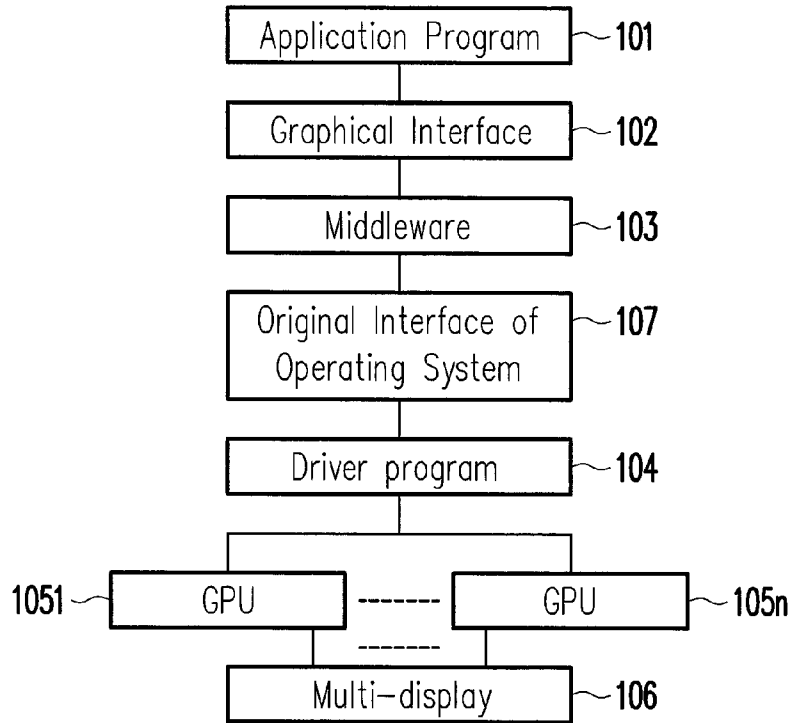 Application Program 101
Graphical Interface 102
Middleware 103
Original Interface of 107
Operating System
Driver program 104
1051 GPU GPU 105n
Multi-display 106